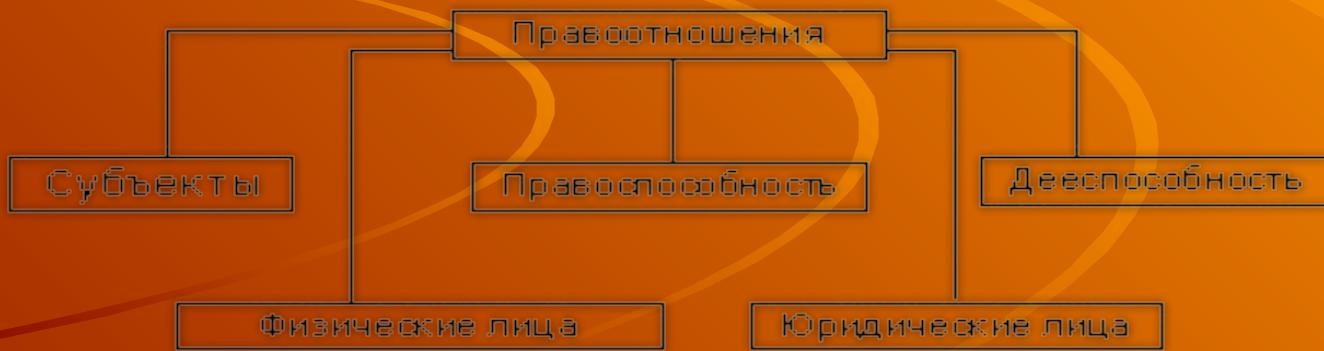 Правоотношения
Субъекты
Правоспособность
Дееспособность
Физические лица
Юридические лица